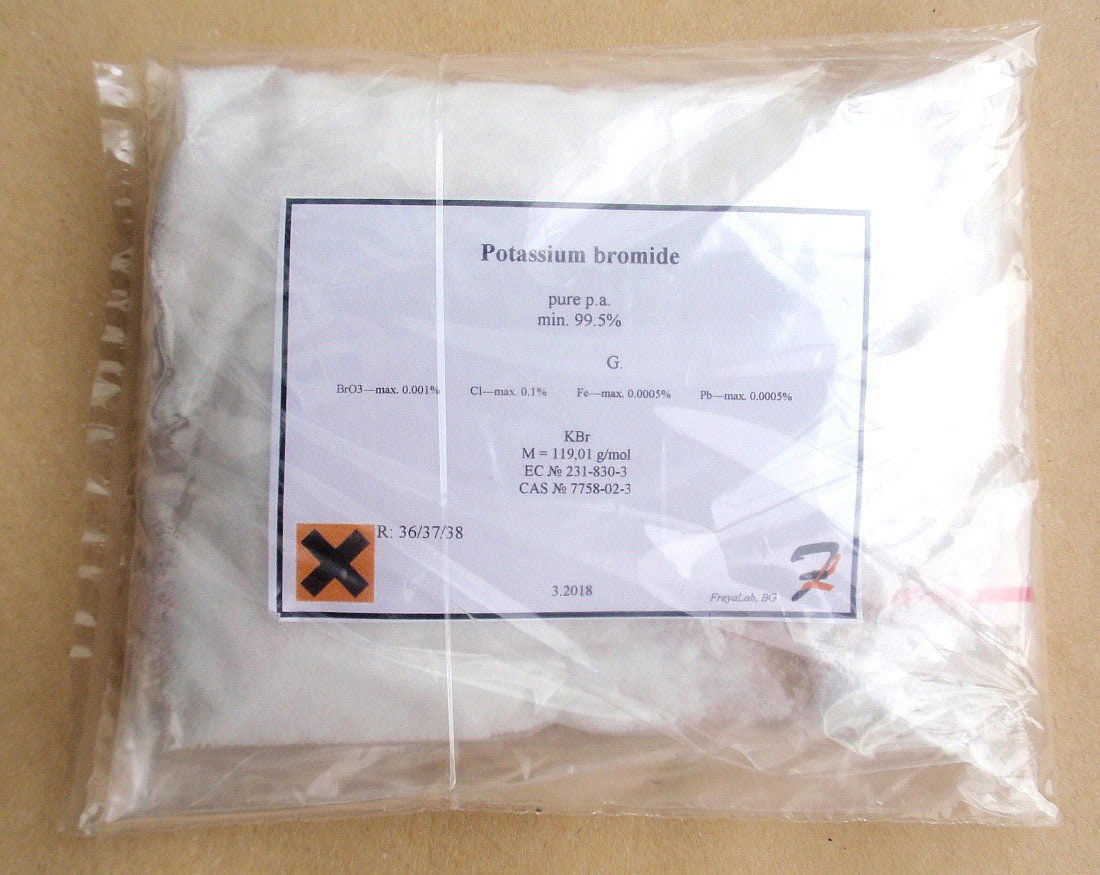 Potassium bromide
pure p.a.
min. 99.5%
G.
BrO3—max. 0.001% Cl—max. 0.1% Fe—max. 0.0005% Pb—max. 0.0005%
KBr
M = 119,01 g/mol
EC № 231-830-3
CAS № 7758-02-3
R: 36/37/38
3.2018
FreyaLab, BG